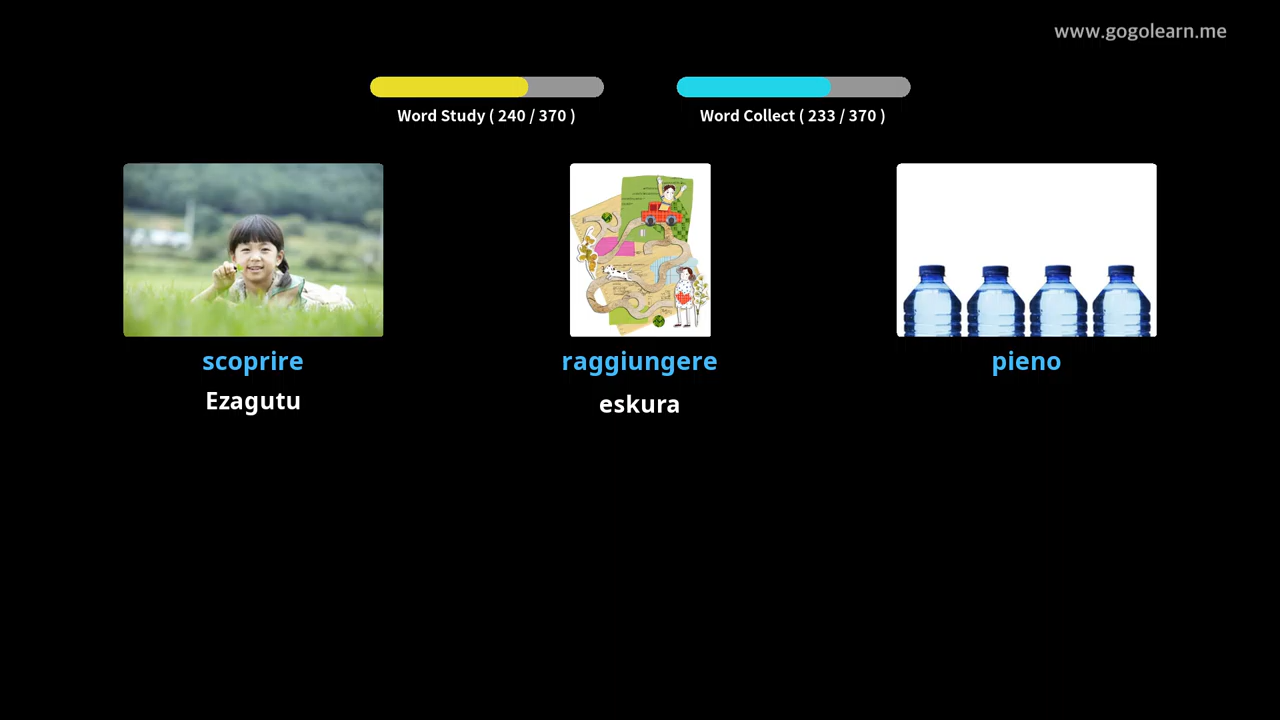 www.gogolearn.me
Word Study ( 240 / 370 )
Word Collect ( 233 / 370 )
scoprire
raggiungere
pieno
Ezagutu
eskura